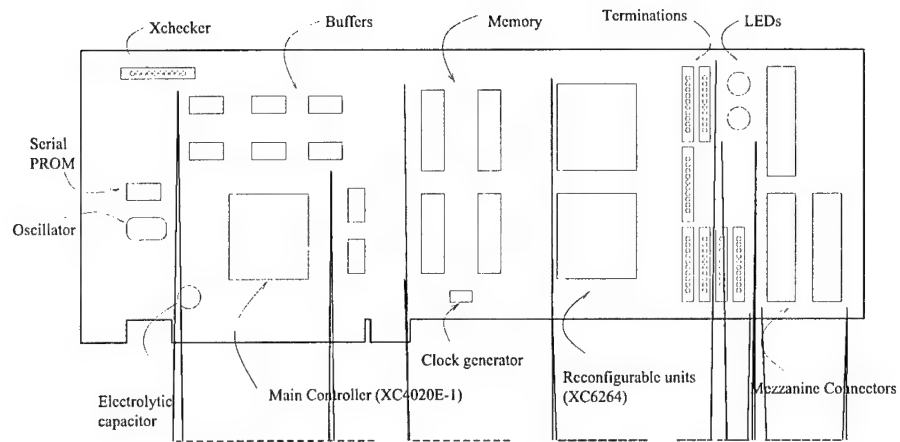 Xchecker
Buffers
Memory
Terminations
LEDs
Serial
PROM
Oscillator
Electrolytic
capacitor
Main Controller (XC4020E-1)
Clock generator
Reconfigurable units
(XC6264)
Mezzanine Connectors